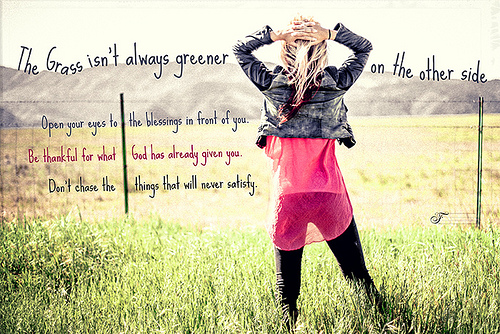 The Grass isn't always greener on the other side
Open your eyes to the blessings in front of you.
Be thankful for what God has already given you.
Don't chase the things that will never satisfy.